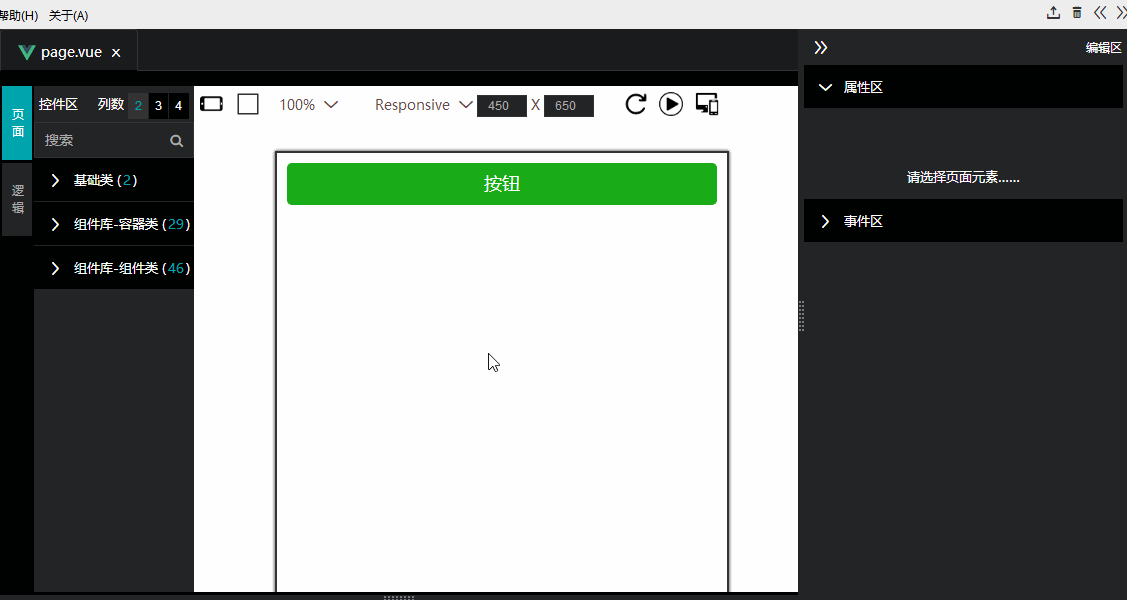 帮助(H) 关于(A)
page.vue
编辑区
页面
逻辑
控件区 列数 2 3 4
搜索
基础类 (2)
组件库-容器类 (29)
组件库-组件类 (46)
100% Responsive 450 X 650
按钮
属性区
请选择页面元素......
事件区